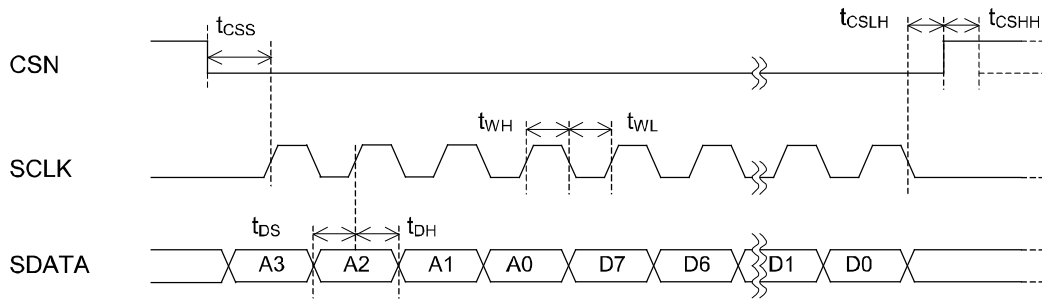 tCSS
tCSLH
tCSHH
CSN
tWH
tWL
SCLK
tDS
tDH
SDATA
A3
A2
A1
A0
D7
D6
D1
D0